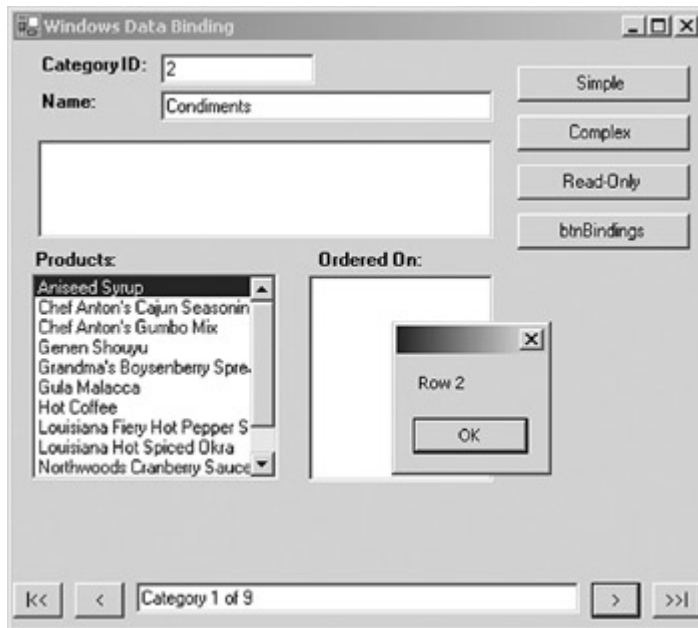 Windows Data Binding
Category ID: 2
Simple
Name: Condiments
Complex
Read-Only
btnBindings
Products:
Ordered On:
Aniseed Syrup
Chef Anton's Cajun Seasonin
Chef Anton's Gumbo Mix
Genen Shouyu
Grandma's Boysenberry Spre
Gula Malacca
Hot Coffee
Louisiana Fiery Hot Pepper S
Louisiana Hot Spiced Okra
Northwoods Cranberry Sauce
Row 2
OK
|<<
<
Category 1 of 9
>
>>|